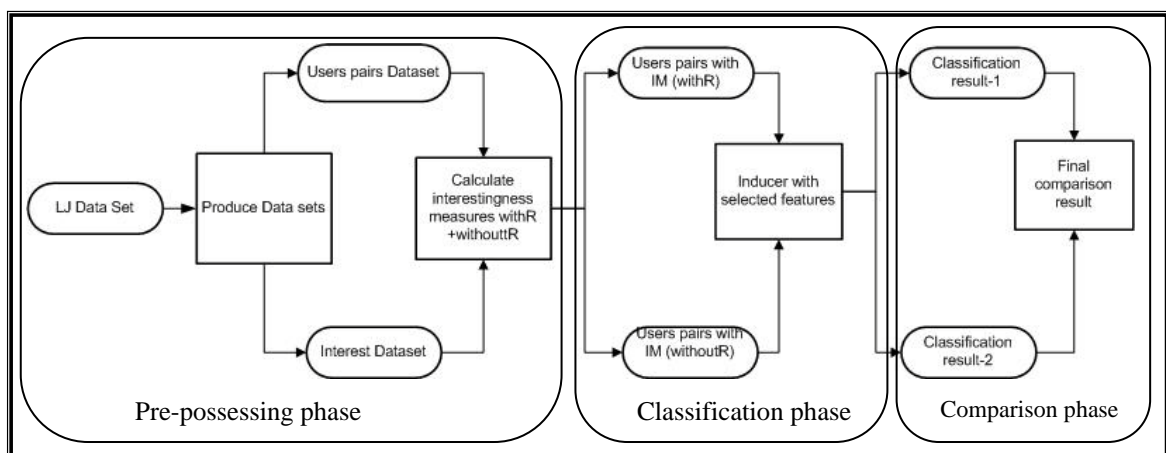 Users pairs Dataset
LJ Data Set
Produce Data sets
Calculate
interestingness
measures withR
+withouttR
Interest Dataset
Pre-possessing phase
Users pairs with
IM (withR)
Inducer with
selected features
Users pairs with
IM (withoutR)
Classification phase
Classification
result-1
Final
comparison
result
Classification
result-2
Comparison phase